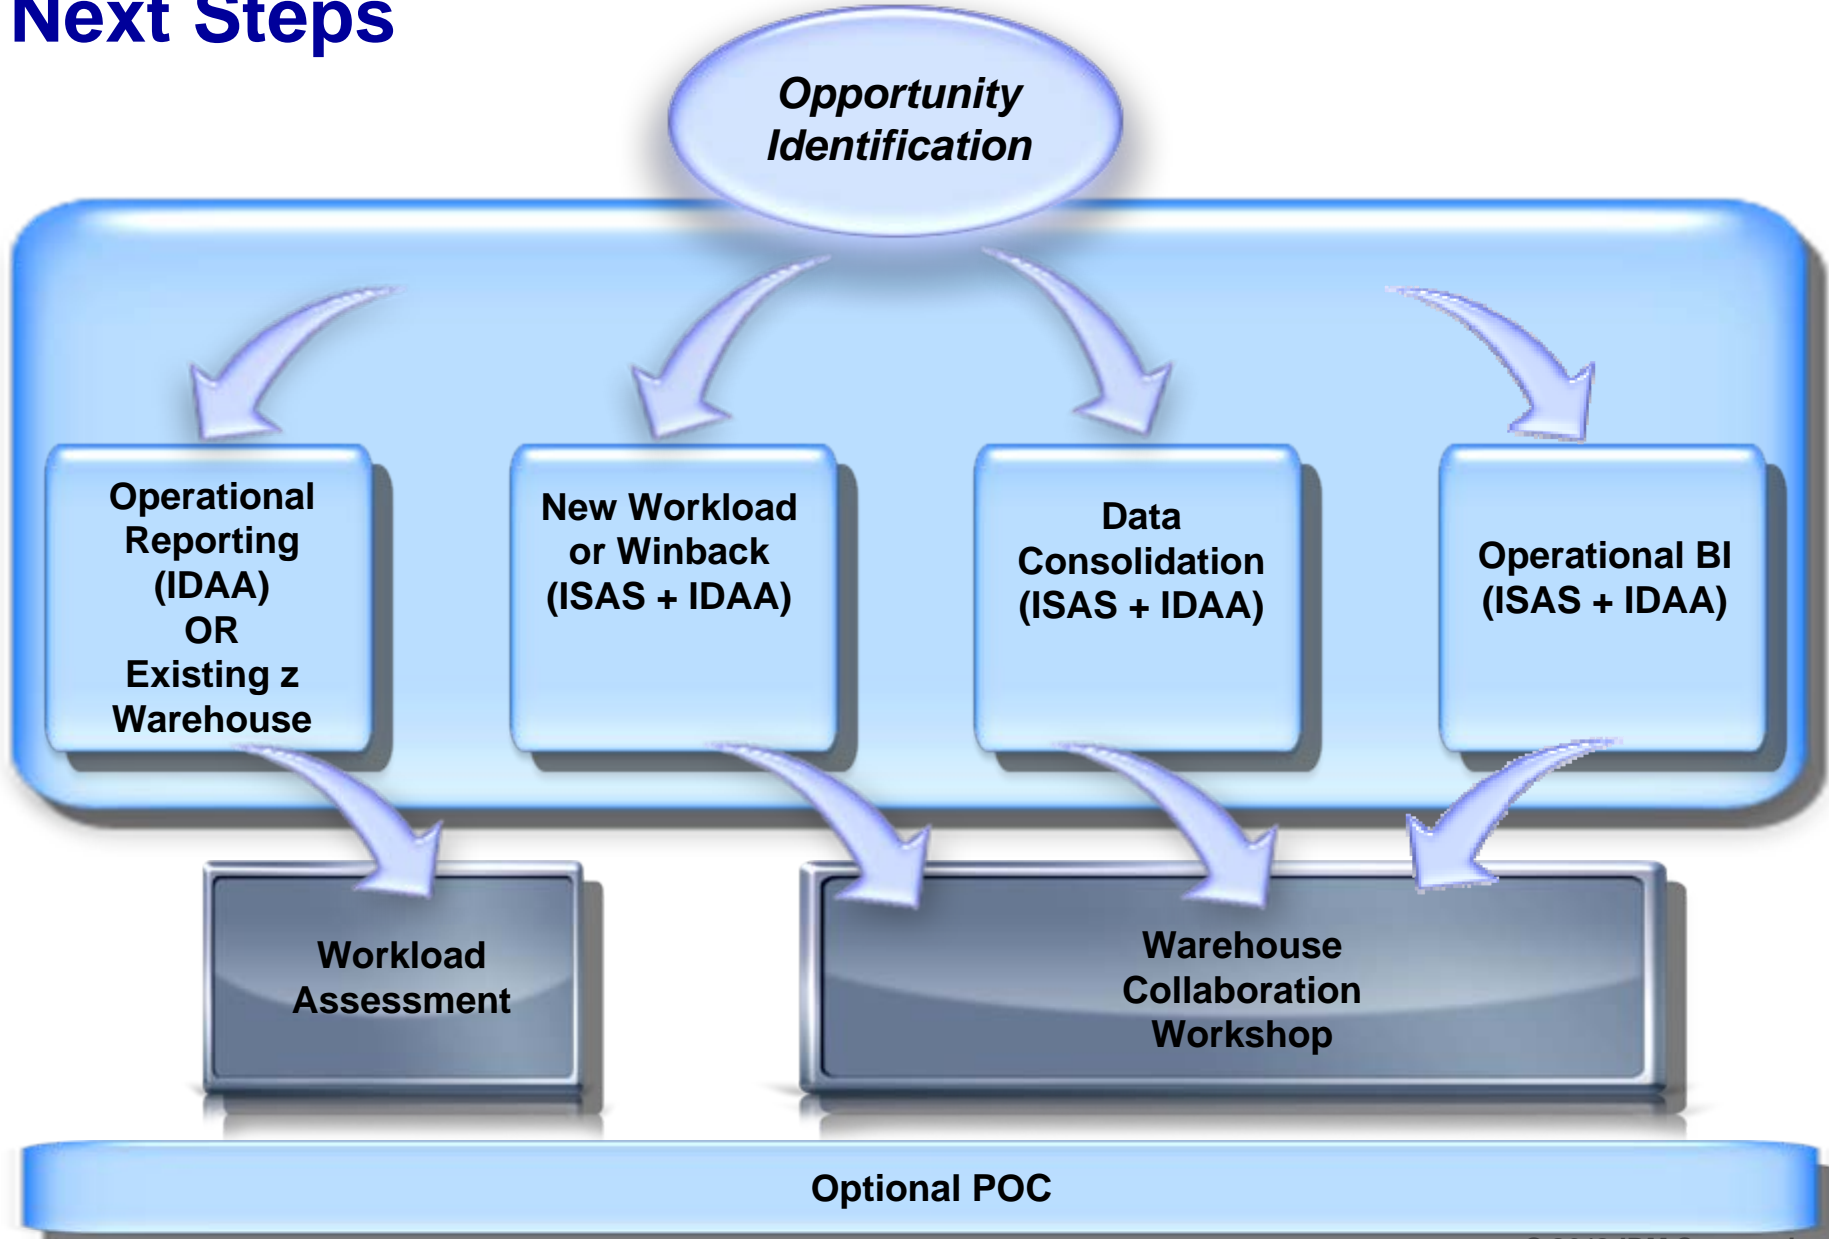 Next Steps
Opportunity
Identification
Operational
Reporting
(IDAA)
OR
Existing z
Warehouse
New Workload
or Winback
(ISAS + IDAA)
Data
Consolidation
(ISAS + IDAA)
Operational BI
(ISAS + IDAA)
Workload
Assessment
Warehouse
Collaboration
Workshop
Optional POC